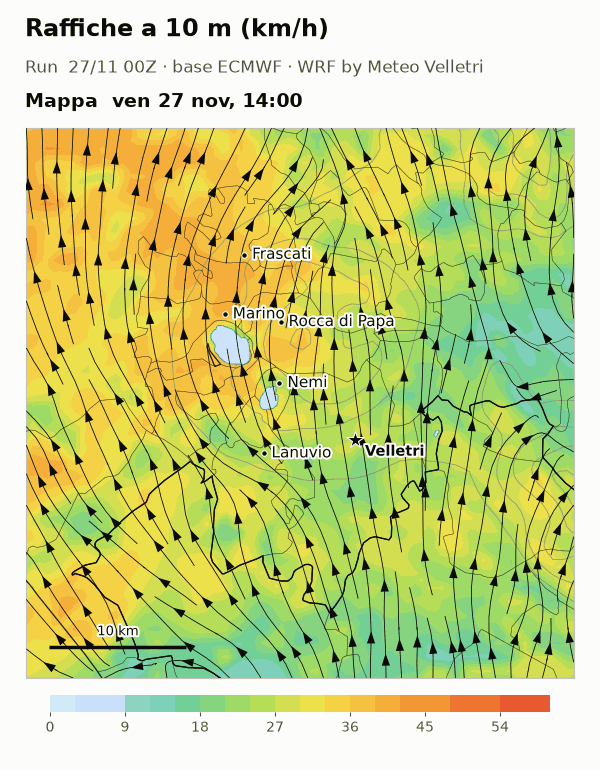 Raffiche a 10 m (km/h)
Run  27/11 00Z · base ECMWF · WRF by Meteo Velletri
Mappa  ven 27 nov, 14:00
Frascati
Marino
Rocca di Papa
Nemi
Velletri
Lanuvio
10 km
0 9 18 27 36 45 54